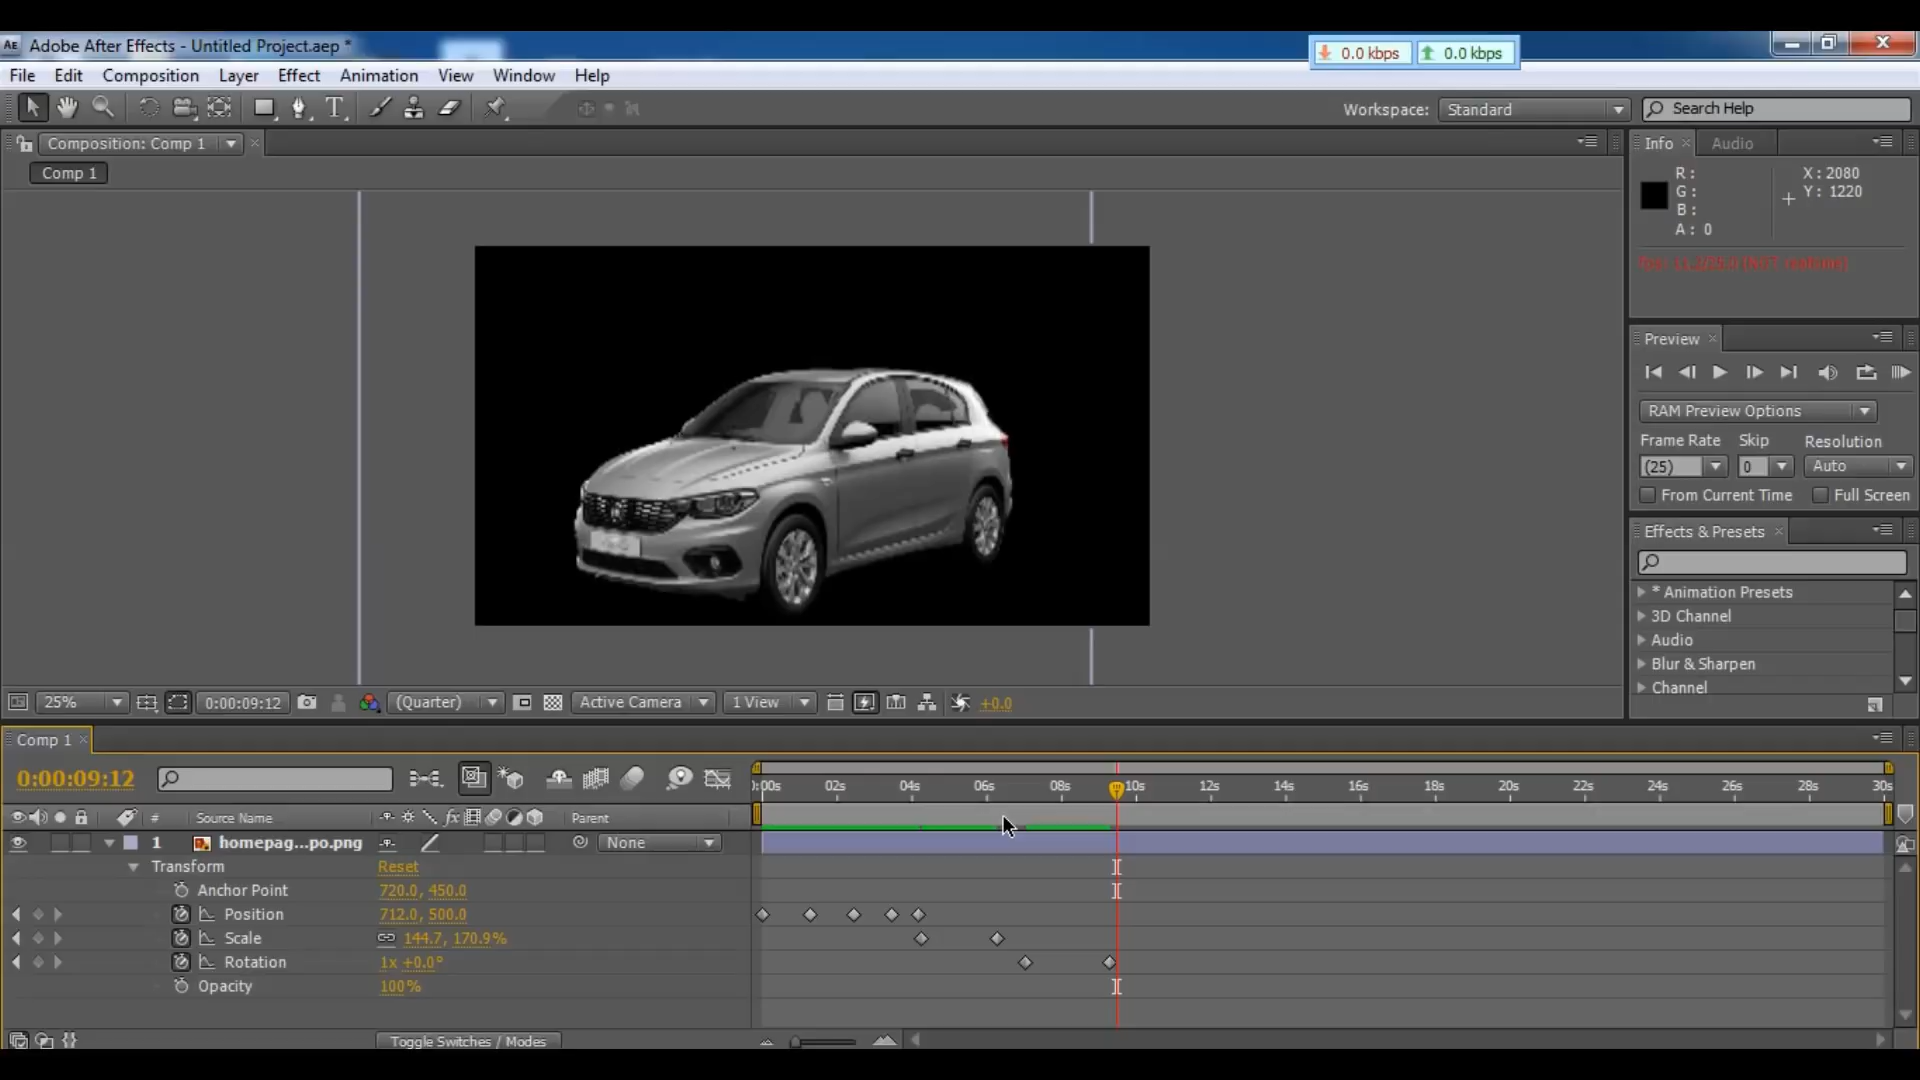 Adobe After Effects - Untitled Project.aep *
0.0 kbps 0.0 kbps
File Edit Composition Layer Effect Animation View Window Help
Workspace: Standard Search Help
Composition: Comp 1
Comp 1
Info Audio
R:
G:
B:
A: 0
X: 2080
Y: 1220
Preview
RAM Preview Options
Frame Rate Skip Resolution
(25) 0 Auto
From Current Time Full Screen
Effects & Presets
* Animation Presets
3D Channel
Audio
Blur & Sharpen
Channel
25% 0:00:09:12 (Quarter) Active Camera 1 View +0.0
Comp 1
0:00:09:12
02s 04s 06s 08s 10s 12s 14s 16s 18s 20s 22s 24s 26s 28s 30s
# Source Name Parent
1 homepag...po.png None
Transform Reset
Anchor Point 720.0, 450.0
Position 712.0, 500.0
Scale 144.7, 170.9%
Rotation 1x +0.0°
Opacity 100%
Toggle Switches / Modes